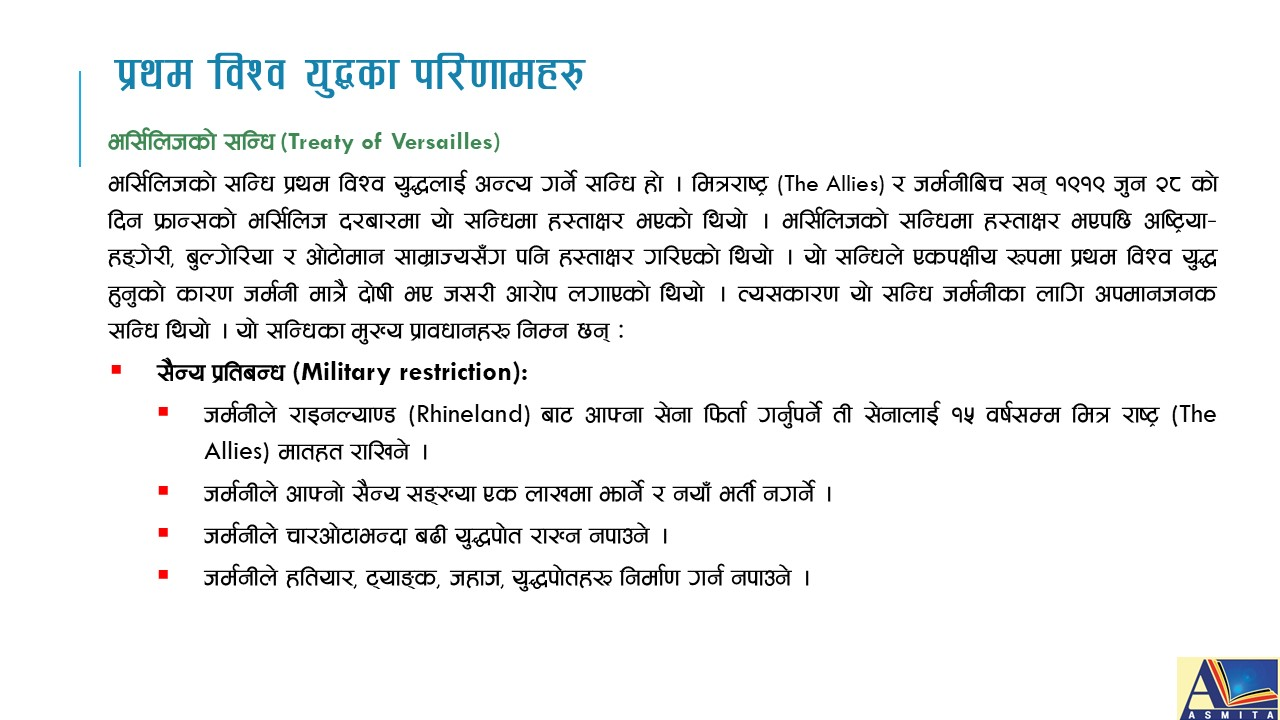 प्रथम विश्व युद्धका परिणामहरु
भर्सिलिजको सन्धि (Treaty of Versailles)
भर्सिलिजको सन्धि प्रथम विश्व युद्धलाई अन्त्य गर्ने सन्धि हो । मित्रराष्ट्र (The Allies) र जर्मनीबिच सन् १९१९ जुन २८ को
दिन फ्रान्सको भर्सिलिज दरबारमा यो सन्धिमा हस्ताक्षर भएको थियो । भर्सिलिजको सन्धिमा हस्ताक्षर भएपछि अष्ट्रिया-
हङ्गेरी, बुल्गेरिया र ओटोमान साम्राज्यसँग पनि हस्ताक्षर गरिएको थियो । यो सन्धिले एकपक्षीय रुपमा प्रथम विश्व युद्ध
हुनुको कारण जर्मनी मात्रै दोषी भए जसरी आरोप लगाएको थियो । त्यसकारण यो सन्धि जर्मनीका लागि अपमानजनक
सन्धि थियो । यो सन्धिका मुख्य प्रावधानहरू निम्न छन् :
सैन्य प्रतिबन्ध (Military restriction):
जर्मनीले राइनल्याण्ड (Rhineland) बाट आफ्ना सेना फिर्ता गर्नुपर्ने ती सेनालाई १५ वर्षसम्म मित्र राष्ट्र (The
Allies) मातहत राखिने ।
जर्मनीले आफ्नो सैन्य सङ्ख्या एक लाखमा झार्ने र नयाँ भर्ती नगर्ने ।
जर्मनीले चारओटाभन्दा बढी युद्धपोत राख्न नपाउने ।
जर्मनीले हतियार, ट्याङ्क, जहाज, युद्धपोतहरू निर्माण गर्न नपाउने ।
ASMITA